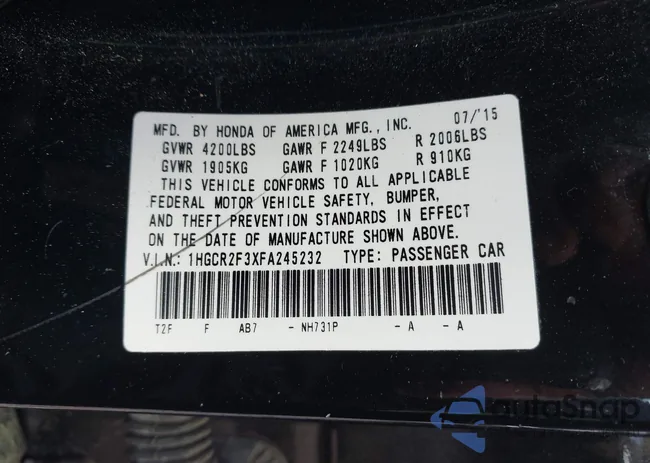 MFD. BY HONDA OF AMERICA MFG., INC. 07/'15
GVWR 4200LBS GAWR F 2249LBS R 2006LBS
GVWR 1905KG GAWR F 1020KG R 910KG
THIS VEHICLE CONFORMS TO ALL APPLICABLE
FEDERAL MOTOR VEHICLE SAFETY, BUMPER,
AND THEFT PREVENTION STANDARDS IN EFFECT
ON THE DATE OF MANUFACTURE SHOWN ABOVE.
V.I.N.: 1HGCR2F3XFA245232 TYPE: PASSENGER CAR
T2F F AB7 - NH731P - A - A
autoSnap